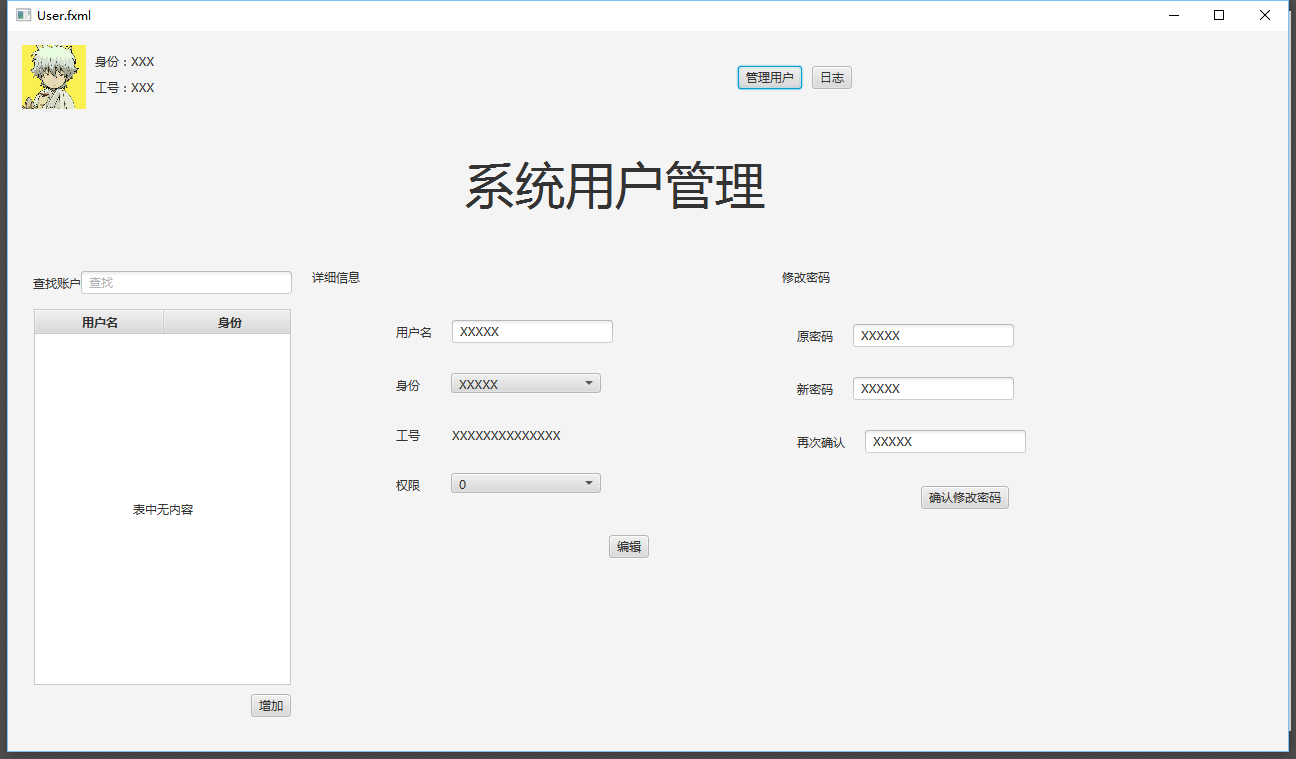 User.fxml
身份：XXX
工号：XXX
管理用户 日志
系统用户管理
查找账户 查找
用户名 身份
表中无内容
增加
详细信息
用户名 XXXXX
身份 XXXXX
工号 XXXXXXXXXXXXXX
权限 0
编辑
修改密码
原密码 XXXXX
新密码 XXXXX
再次确认 XXXXX
确认修改密码